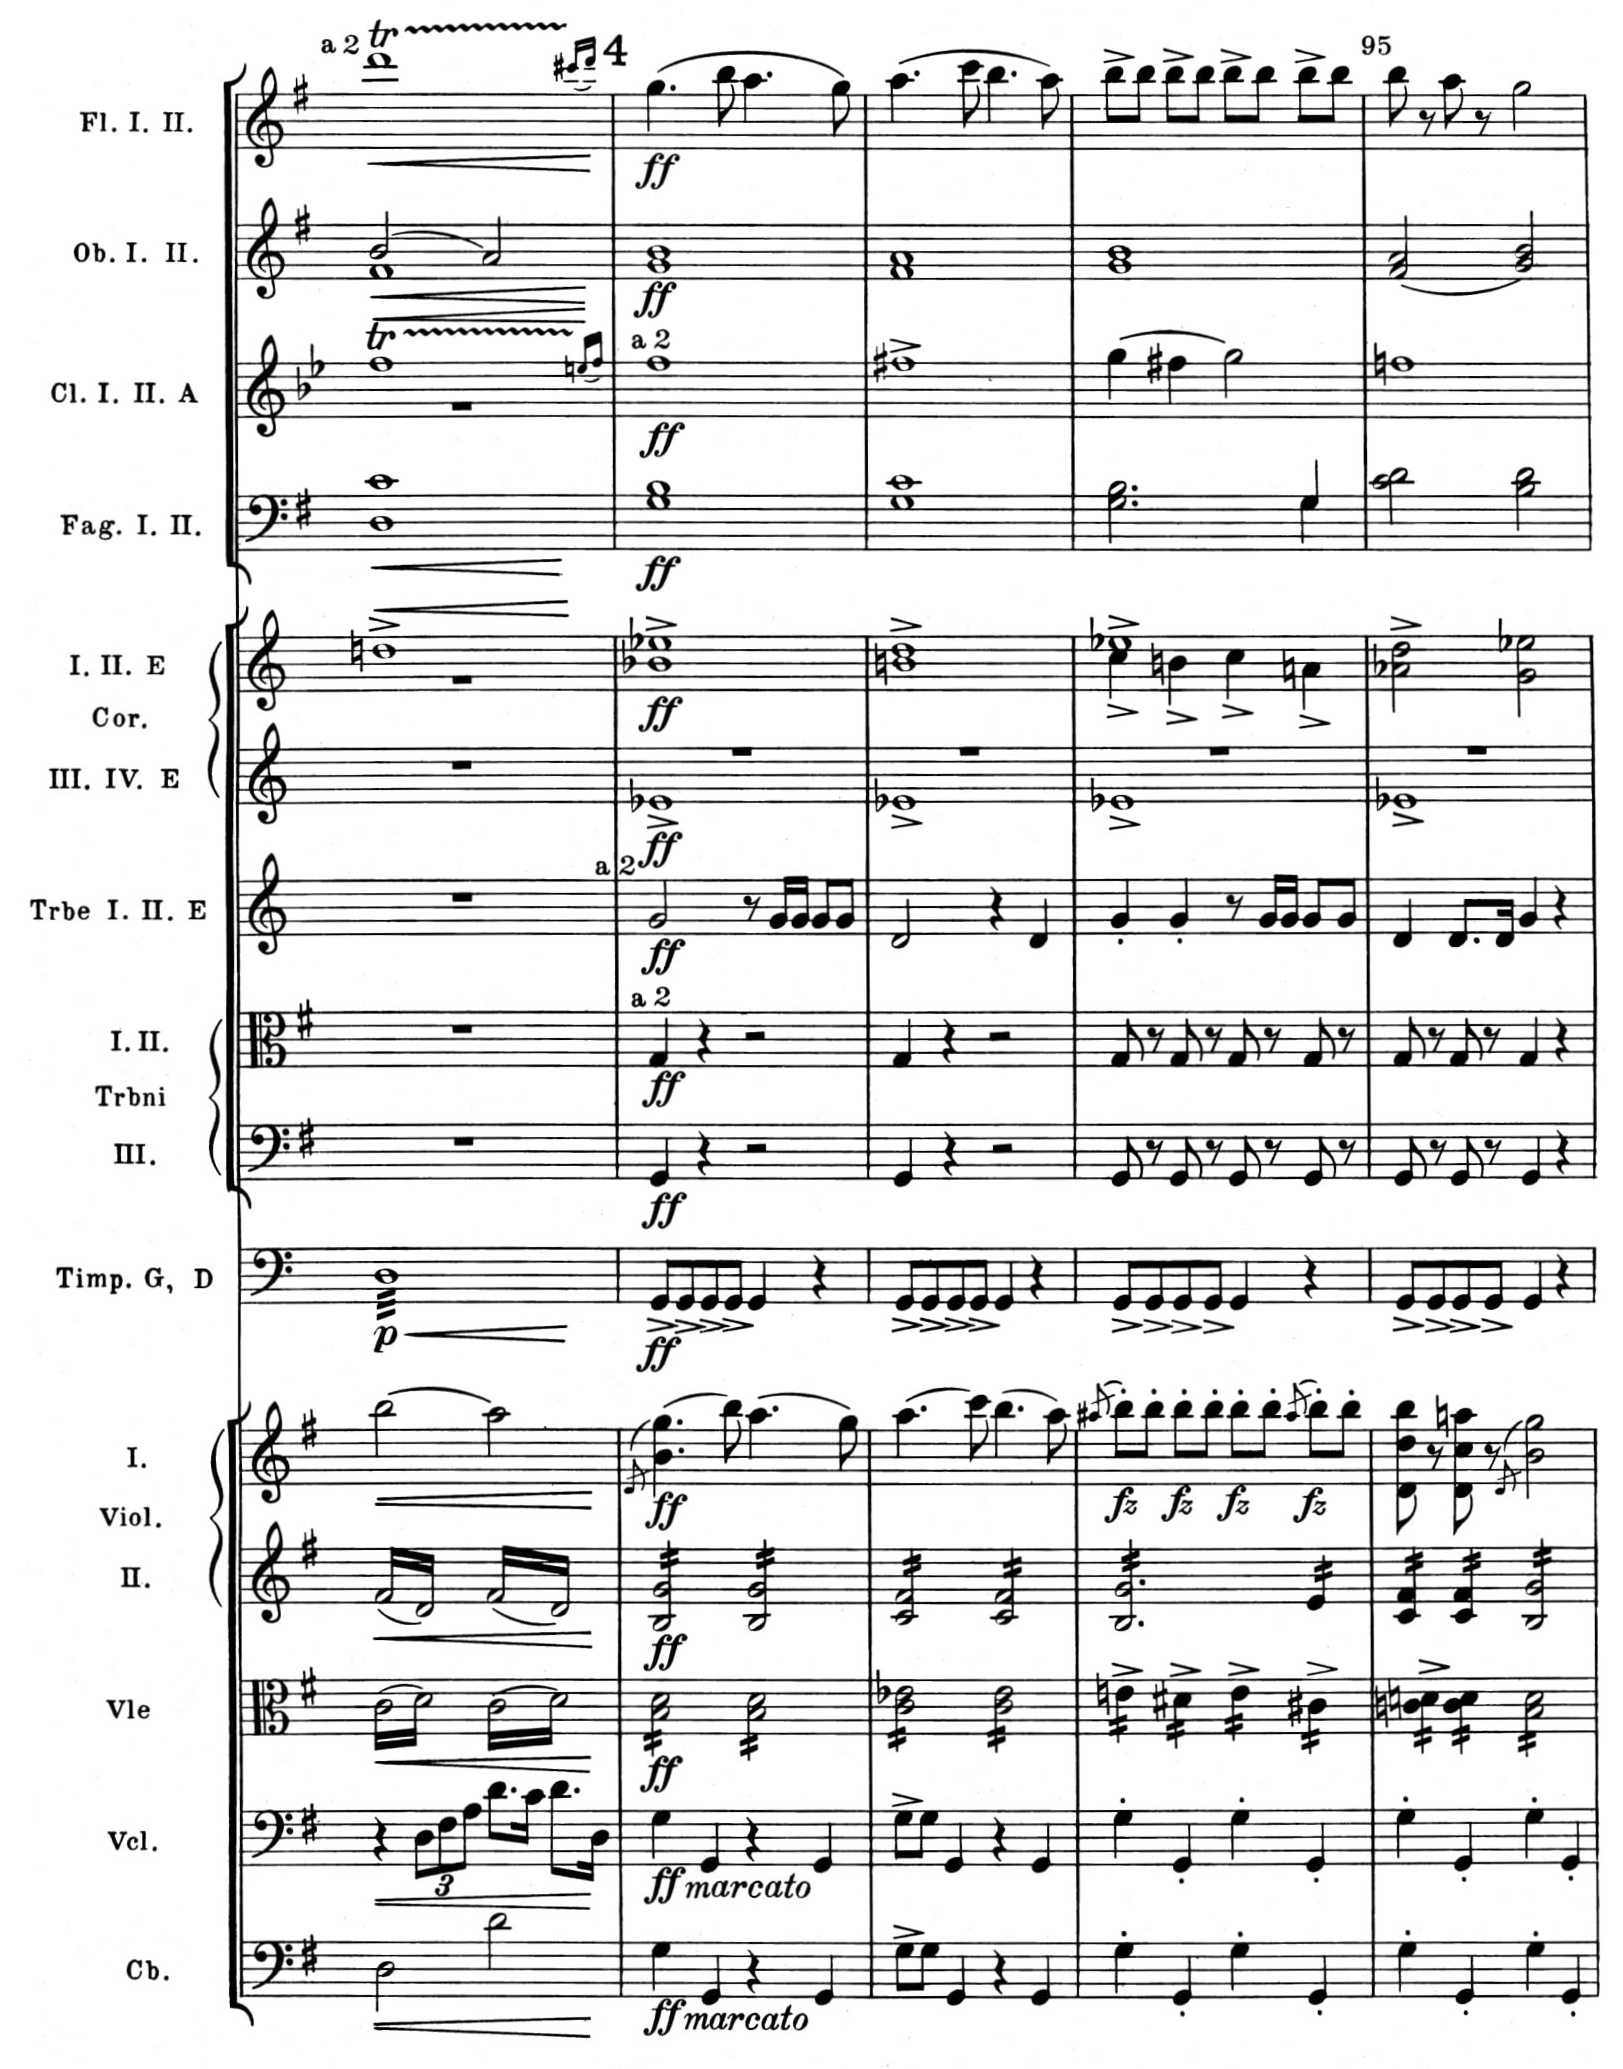 a 2 tr 4 95
Fl. I. II.
ff
Ob. I. II.
ff
tr a 2
Cl. I. II. A
ff
Fag. I. II.
ff
I. II. E
ff
Cor.
III. IV. E
ff
a 2
Trbe I. II. E
ff
a 2
I. II.
ff
Trbni
III.
ff
Timp. G, D
p ff
I.
ff fz fz fz fz
Viol.
II.
ff
Vle
ff
Vcl.
3 ff marcato
Cb.
ff marcato